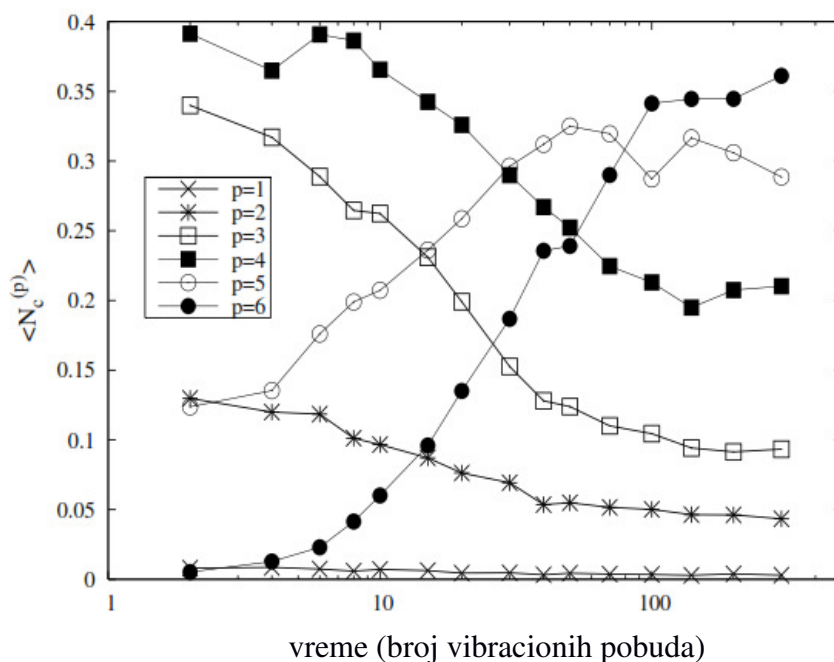 0.4
0.35
0.3
0.25
0.2
0.15
0.1
0.05
0
<N_c^(p)>
p=1
p=2
p=3
p=4
p=5
p=6
1 10 100
vreme (broj vibracionih pobuda)